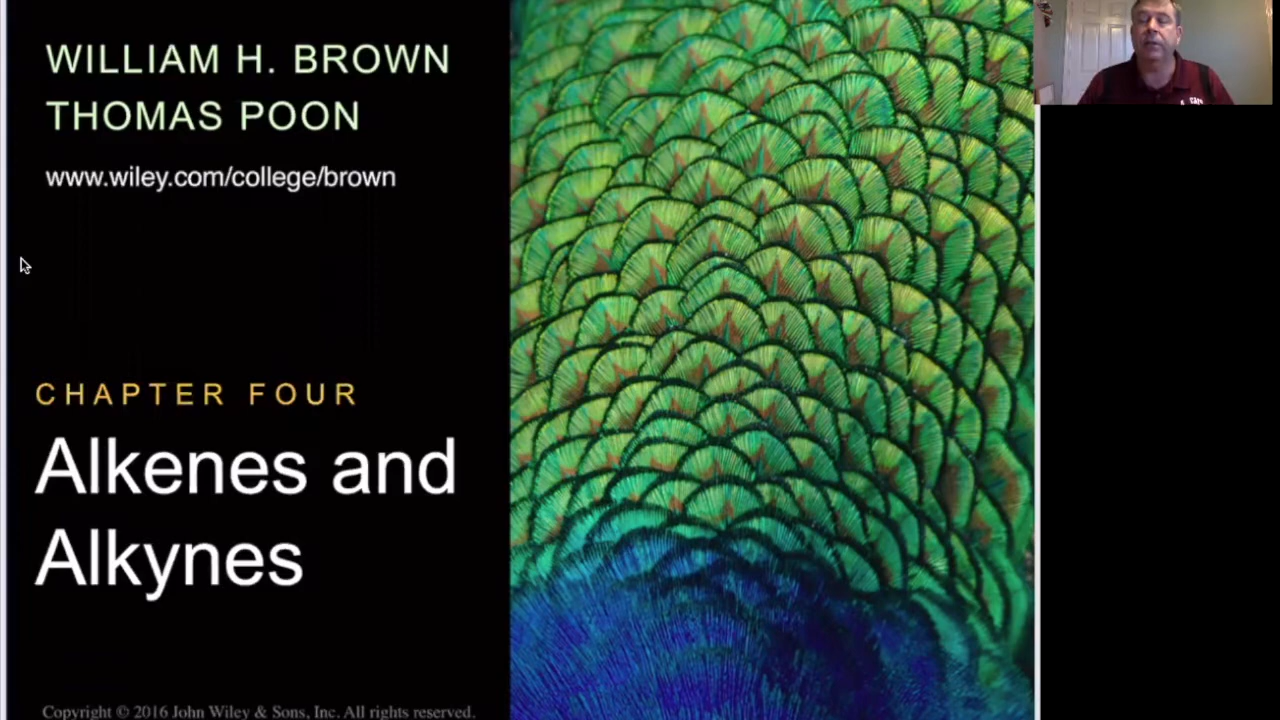 WILLIAM H. BROWN
THOMAS POON
www.wiley.com/college/brown
CHAPTER FOUR
Alkenes and
Alkynes
Copyright © 2016 John Wiley & Sons, Inc. All rights reserved.